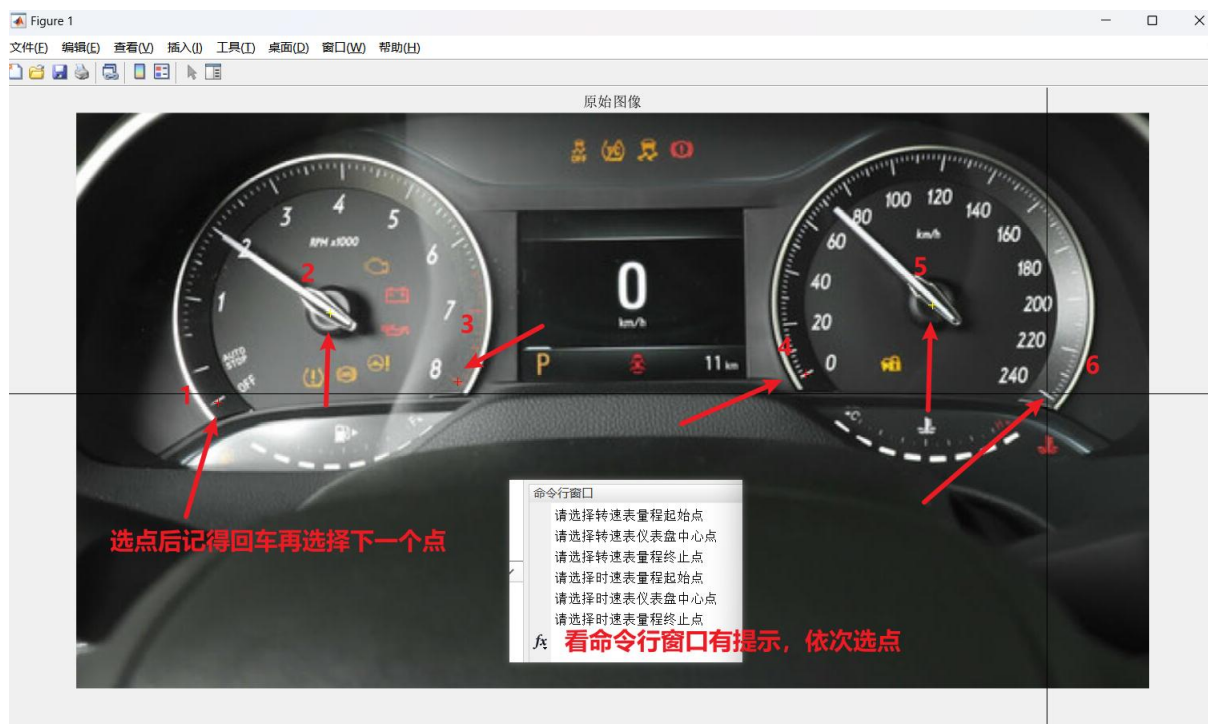 Figure 1
文件(F) 编辑(E) 查看(V) 插入(I) 工具(T) 桌面(D) 窗口(W) 帮助(H)
原始图像
1
2
3
4
5
6
7
8
RPM x1000
AUTO STOP
OFF
0
km/h
P
11 km
0
20
40
60
80
100
120
140
160
180
200
220
240
km/h
°C
1
2
3
4
5
6
选点后记得回车再选择下一个点
命令行窗口
请选择转速表量程起始点
请选择转速表仪表盘中心点
请选择转速表量程终止点
请选择时速表量程起始点
请选择时速表仪表盘中心点
请选择时速表量程终止点
fx 看命令行窗口有提示，依次选点